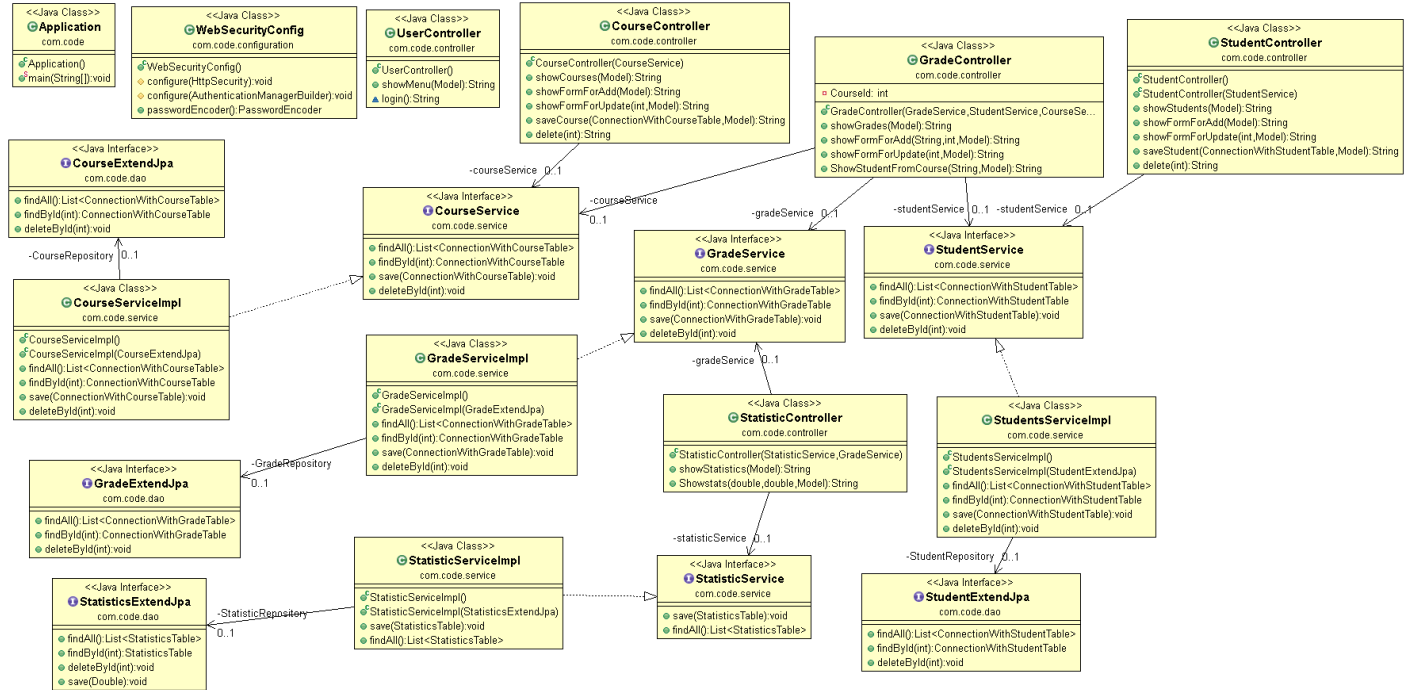 <<Java Class>>
Application
com.code
Application()
main(String[]):void
<<Java Class>>
WebSecurityConfig
com.code.configuration
WebSecurityConfig()
configure(HttpSecurity):void
configure(AuthenticationManagerBuilder):void
passwordEncoder():PasswordEncoder
<<Java Class>>
UserController
com.code.controller
UserController()
showMenu(Model):String
login():String
<<Java Class>>
CourseController
com.code.controller
CourseController(CourseService)
showCourses(Model):String
showFormForAdd(Model):String
showFormForUpdate(int,Model):String
saveCourse(ConnectionWithCourseTable,Model):String
delete(int):String
<<Java Class>>
GradeController
com.code.controller
CourseId: int
GradeController(GradeService,StudentService,CourseSe...
showGrades(Model):String
showFormForAdd(String,int,Model):String
showFormForUpdate(int,Model):String
ShowStudentFromCourse(String,Model):String
<<Java Class>>
StudentController
com.code.controller
StudentController()
StudentController(StudentService)
showStudents(Model):String
showFormForAdd(Model):String
showFormForUpdate(int,Model):String
saveStudent(ConnectionWithStudentTable,Model):String
delete(int):String
<<Java Interface>>
CourseExtendJpa
com.code.dao
findAll():List<ConnectionWithCourseTable>
findById(int):ConnectionWithCourseTable
deleteById(int):void
-CourseRepository
0..1
-courseService
0..1
-courseService
0..1
-gradeService
0..1
-studentService
0..1
-studentService
0..1
<<Java Interface>>
CourseService
com.code.service
findAll():List<ConnectionWithCourseTable>
findById(int):ConnectionWithCourseTable
save(ConnectionWithCourseTable):void
deleteById(int):void
<<Java Interface>>
GradeService
com.code.service
findAll():List<ConnectionWithGradeTable>
findById(int):ConnectionWithGradeTable
save(ConnectionWithGradeTable):void
deleteById(int):void
<<Java Interface>>
StudentService
com.code.service
findAll():List<ConnectionWithStudentTable>
findById(int):ConnectionWithStudentTable
save(ConnectionWithStudentTable):void
deleteById(int):void
<<Java Class>>
CourseServiceImpl
com.code.service
CourseServiceImpl()
CourseServiceImpl(CourseExtendJpa)
findAll():List<ConnectionWithCourseTable>
findById(int):ConnectionWithCourseTable
save(ConnectionWithCourseTable):void
deleteById(int):void
<<Java Class>>
GradeServiceImpl
com.code.service
GradeServiceImpl()
GradeServiceImpl(GradeExtendJpa)
findAll():List<ConnectionWithGradeTable>
findById(int):ConnectionWithGradeTable
save(ConnectionWithGradeTable):void
deleteById(int):void
-gradeService
0..1
<<Java Class>>
StatisticController
com.code.controller
StatisticController(StatisticService,GradeService)
showStatistics(Model):String
Showstats(double,double,Model):String
<<Java Class>>
StudentsServiceImpl
com.code.service
StudentsServiceImpl()
StudentsServiceImpl(StudentExtendJpa)
findAll():List<ConnectionWithStudentTable>
findById(int):ConnectionWithStudentTable
save(ConnectionWithStudentTable):void
deleteById(int):void
-GradeRepository
0..1
<<Java Interface>>
GradeExtendJpa
com.code.dao
findAll():List<ConnectionWithGradeTable>
findById(int):ConnectionWithGradeTable
deleteById(int):void
-statisticService
0..1
-StudentRepository
0..1
<<Java Class>>
StatisticServiceImpl
com.code.service
StatisticServiceImpl()
StatisticServiceImpl(StatisticsExtendJpa)
save(StatisticsTable):void
findAll():List<StatisticsTable>
<<Java Interface>>
StatisticService
com.code.service
save(StatisticsTable):void
findAll():List<StatisticsTable>
<<Java Interface>>
StudentExtendJpa
com.code.dao
findAll():List<ConnectionWithStudentTable>
findById(int):ConnectionWithStudentTable
deleteById(int):void
-StatisticRepository
0..1
<<Java Interface>>
StatisticsExtendJpa
com.code.dao
findAll():List<StatisticsTable>
findById(int):StatisticsTable
deleteById(int):void
save(Double):void